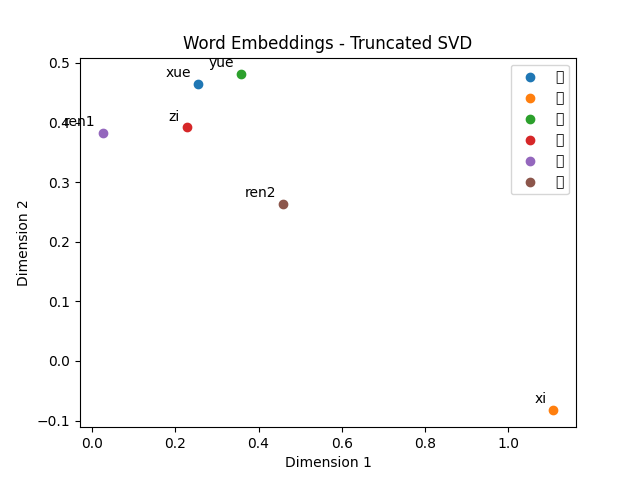 Word Embeddings - Truncated SVD
0.5
0.4
0.3
0.2
0.1
0.0
−0.1
Dimension 2
yue
xue
zi
ren1
ren2
xi
0.0
0.2
0.4
0.6
0.8
1.0
Dimension 1